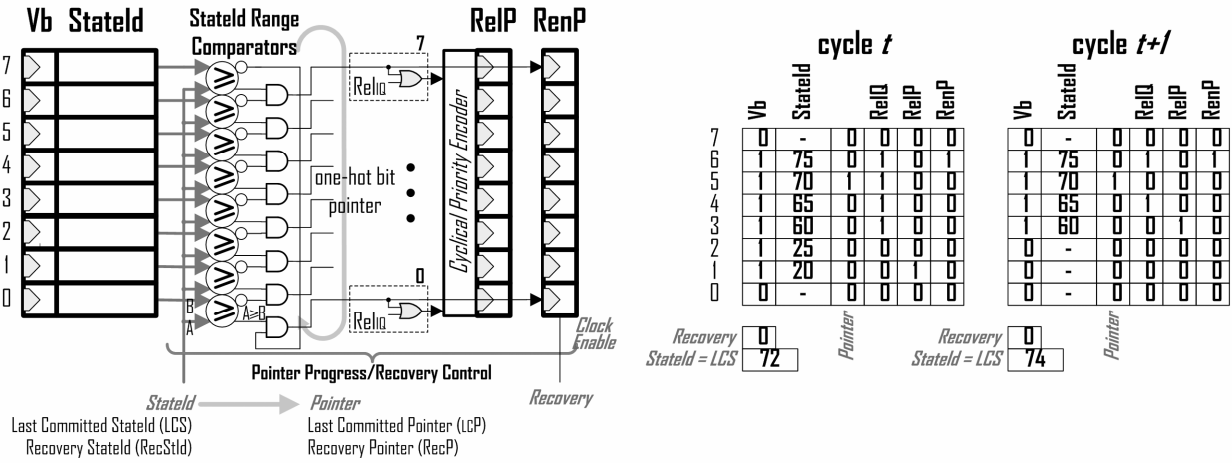 Vb StateId
StateId Range
Comparators
RelP RenP
7
6
5
4
3
2
1
0
≥
≥
≥
≥
≥
≥
≥
≥
B
A
A≥B
one-hot bit
pointer
7
RelIQ
0
RelIQ
Cyclical Priority Encoder
Clock
Enable
Pointer Progress/Recovery Control
Recovery
StateId Pointer
Last Committed StateId (LCS)
Recovery StateId (RecStId)
Last Committed Pointer (LCP)
Recovery Pointer (RecP)
cycle t
Vb StateId RelQ RelP RenP
7 0 - 0 0 0 0
6 1 75 0 1 0 1
5 1 70 1 1 0 0
4 1 65 0 1 0 0
3 1 60 0 0 0 0
2 1 25 0 0 0 0
1 1 20 0 0 1 0
0 0 - 0 0 0 0
Pointer
Recovery 0
StateId = LCS 72
cycle t+1
Vb StateId RelQ RelP RenP
0 - 0 0 0 0
1 75 0 1 0 1
1 70 1 0 0 0
1 65 0 1 0 0
1 60 0 0 1 0
0 - 0 0 0 0
0 - 0 0 0 0
0 - 0 0 0 0
Pointer
Recovery 0
StateId = LCS 74